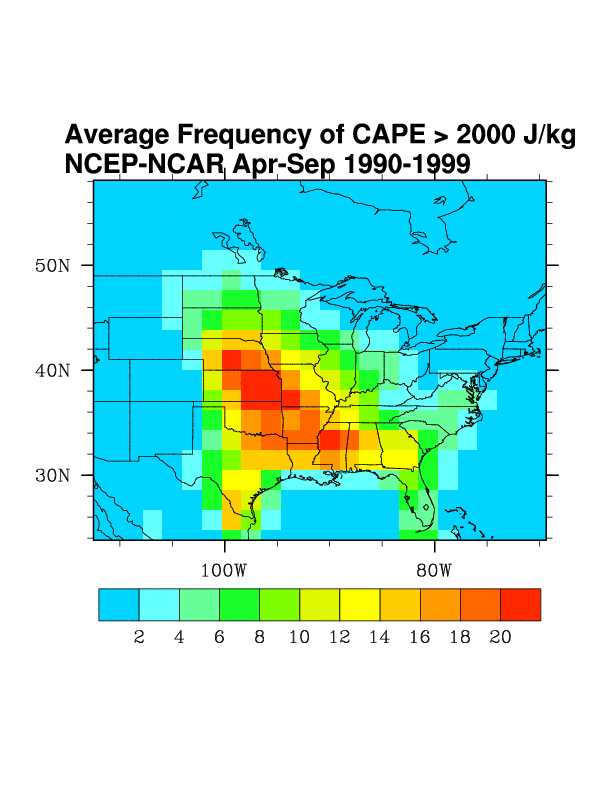 Average Frequency of CAPE > 2000 J/kg
NCEP-NCAR Apr-Sep 1990-1999
50N
40N
30N
100W 80W
2 4 6 8 10 12 14 16 18 20